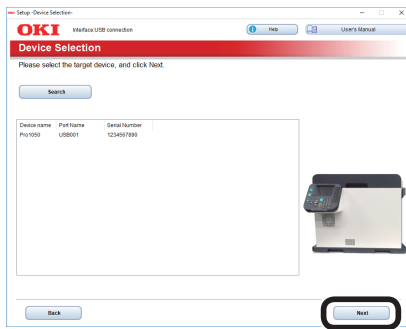 Setup -Device Selection-
OKI Interface:USB connection Help User's Manual
Device Selection
Please select the target device, and click Next.
Search
Device name Port Name Serial Number
Pro1050 USB001 1234567890
Back Next